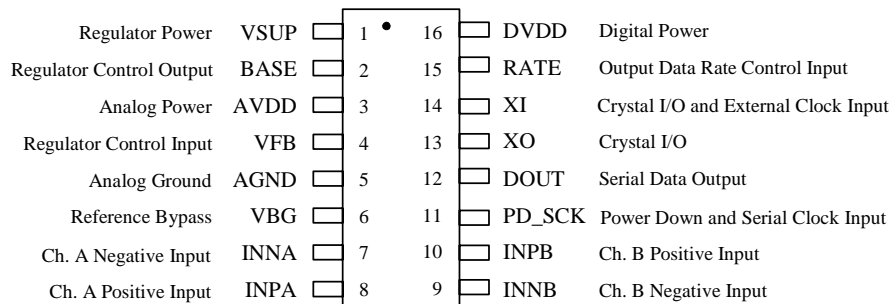 Regulator Power VSUP 1 16 DVDD Digital Power
Regulator Control Output BASE 2 15 RATE Output Data Rate Control Input
Analog Power AVDD 3 14 XI Crystal I/O and External Clock Input
Regulator Control Input VFB 4 13 XO Crystal I/O
Analog Ground AGND 5 12 DOUT Serial Data Output
Reference Bypass VBG 6 11 PD_SCK Power Down and Serial Clock Input
Ch. A Negative Input INNA 7 10 INPB Ch. B Positive Input
Ch. A Positive Input INPA 8 9 INNB Ch. B Negative Input